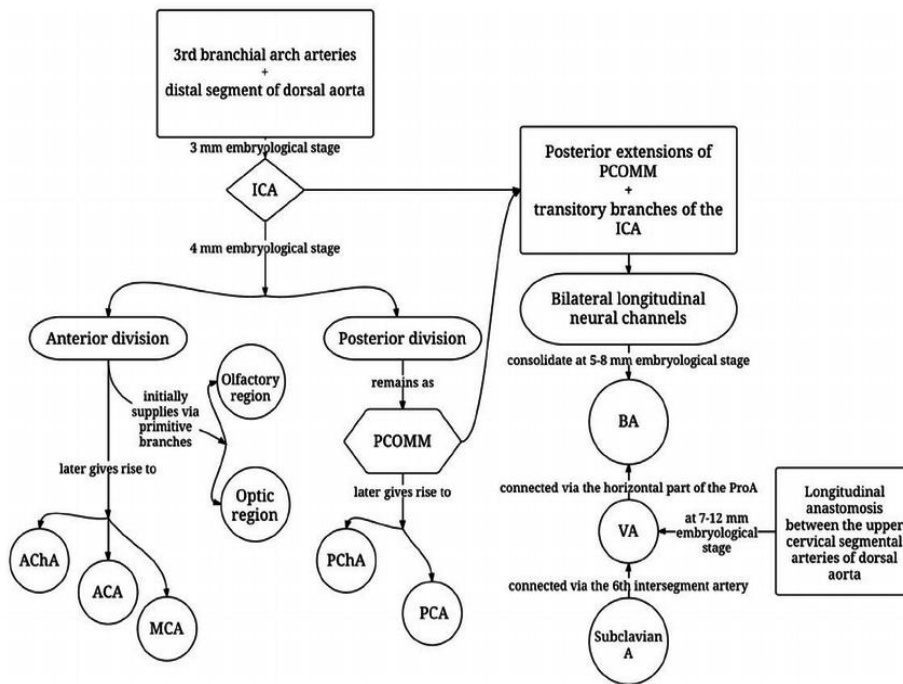 3rd branchial arch arteries
+
distal segment of dorsal aorta
3 mm embryological stage
ICA
4 mm embryological stage
Anterior division
Posterior division
initially
supplies via
primitive
branches
Olfactory
region
Optic
region
later gives rise to
AChA
ACA
MCA
remains as
PCOMM
later gives rise to
PChA
PCA
Posterior extensions of
PCOMM
+
transitory branches of the
ICA
Bilateral longitudinal
neural channels
consolidate at 5-8 mm embryological stage
BA
connected via the horizontal part of the ProA
VA
at 7-12 mm
embryological
stage
Longitudinal
anastomosis
between the upper
cervical segmental
arteries of dorsal
aorta
connected via the 6th intersegment artery
Subclavian
A